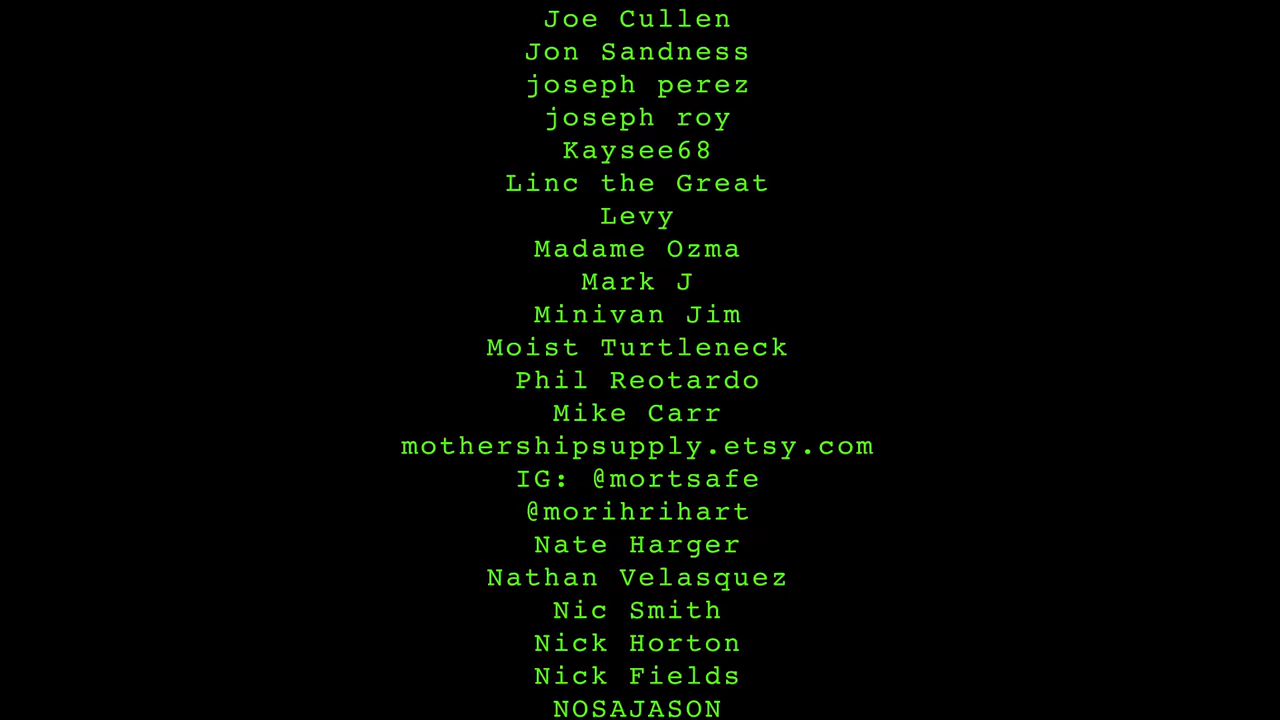 Joe Cullen
Jon Sandness
joseph perez
joseph roy
Kaysee68
Linc the Great
Levy
Madame Ozma
Mark J
Minivan Jim
Moist Turtleneck
Phil Reotardo
Mike Carr
mothershipsupply.etsy.com
IG: @mortsafe
@morihrihart
Nate Harger
Nathan Velasquez
Nic Smith
Nick Horton
Nick Fields
NOSAJASON